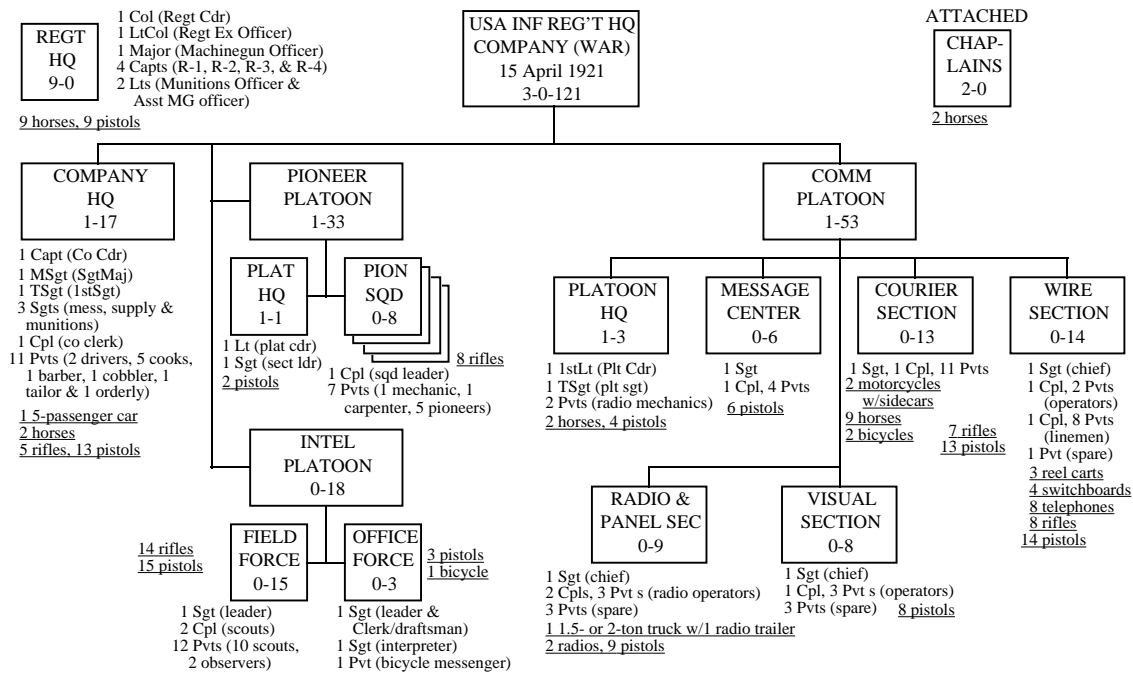 REGT
HQ
9-0
1 Col (Regt Cdr)
1 LtCol (Regt Ex Officer)
1 Major (Machinegun Officer)
4 Capts (R-1, R-2, R-3, & R-4)
2 Lts (Munitions Officer &
Asst MG officer)
9 horses, 9 pistols
USA INF REG'T HQ
COMPANY (WAR)
15 April 1921
3-0-121
ATTACHED
CHAP-
LAINS
2-0
2 horses
COMPANY
HQ
1-17
1 Capt (Co Cdr)
1 MSgt (SgtMaj)
1 TSgt (1stSgt)
3 Sgts (mess, supply &
munitions)
1 Cpl (co clerk)
11 Pvts (2 drivers, 5 cooks,
1 barber, 1 cobbler, 1
tailor & 1 orderly)
1 5-passenger car
2 horses
5 rifles, 13 pistols
PIONEER
PLATOON
1-33
PLAT
HQ
1-1
1 Lt (plat cdr)
1 Sgt (sect ldr)
2 pistols
PION
SQD
0-8
8 rifles
1 Cpl (sqd leader)
7 Pvts (1 mechanic, 1
carpenter, 5 pioneers)
INTEL
PLATOON
0-18
14 rifles
15 pistols
FIELD
FORCE
0-15
1 Sgt (leader)
2 Cpl (scouts)
12 Pvts (10 scouts,
2 observers)
OFFICE
FORCE
0-3
3 pistols
1 bicycle
1 Sgt (leader &
Clerk/draftsman)
1 Sgt (interpreter)
1 Pvt (bicycle messenger)
COMM
PLATOON
1-53
PLATOON
HQ
1-3
1 1stLt (Plt Cdr)
1 TSgt (plt sgt)
2 Pvts (radio mechanics)
2 horses, 4 pistols
MESSAGE
CENTER
0-6
1 Sgt
1 Cpl, 4 Pvts
6 pistols
COURIER
SECTION
0-13
1 Sgt, 1 Cpl, 11 Pvts
2 motorcycles
w/sidecars
9 horses
2 bicycles
7 rifles
13 pistols
WIRE
SECTION
0-14
1 Sgt (chief)
1 Cpl, 2 Pvts
(operators)
1 Cpl, 8 Pvts
(linemen)
1 Pvt (spare)
3 reel carts
4 switchboards
8 telephones
8 rifles
14 pistols
RADIO &
PANEL SEC
0-9
1 Sgt (chief)
2 Cpls, 3 Pvt s (radio operators)
3 Pvts (spare)
1 1.5- or 2-ton truck w/1 radio trailer
2 radios, 9 pistols
VISUAL
SECTION
0-8
1 Sgt (chief)
1 Cpl, 3 Pvt s (operators)
3 Pvts (spare)
8 pistols